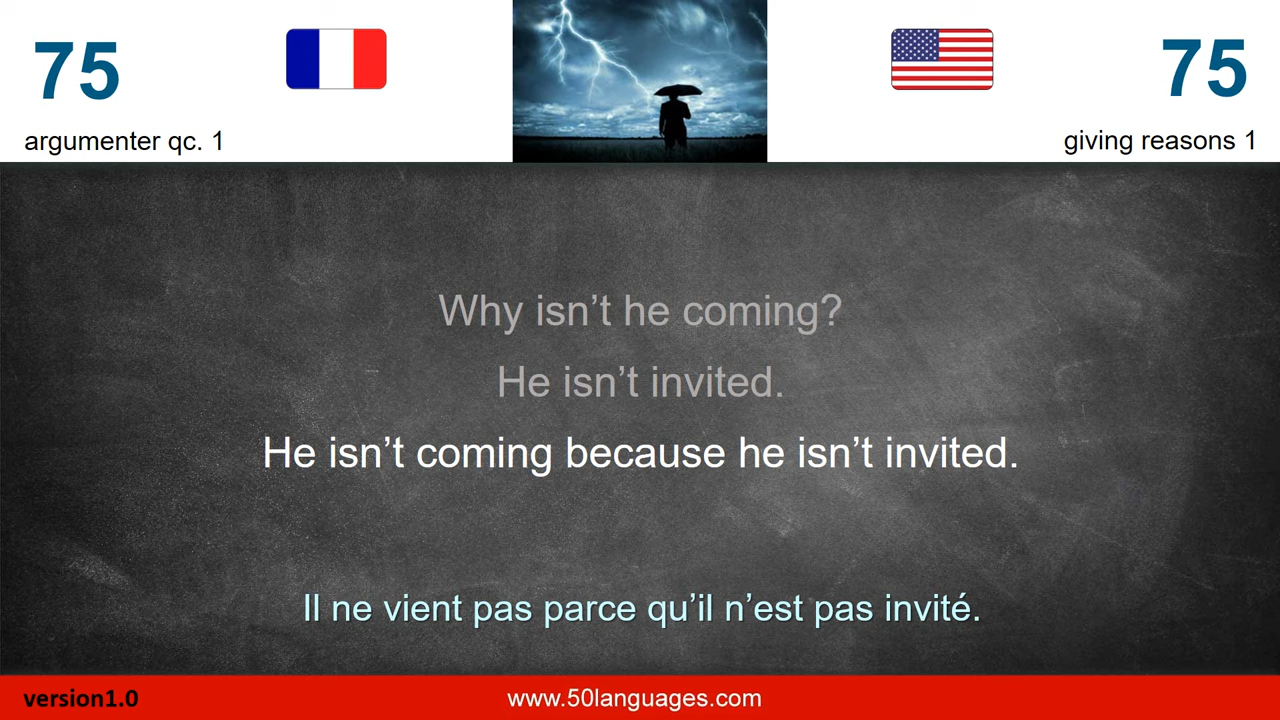 75
75
argumenter qc. 1
giving reasons 1
Why isn’t he coming?
He isn’t invited.
He isn’t coming because he isn’t invited.
Il ne vient pas parce qu’il n’est pas invité.
version1.0
www.50languages.com